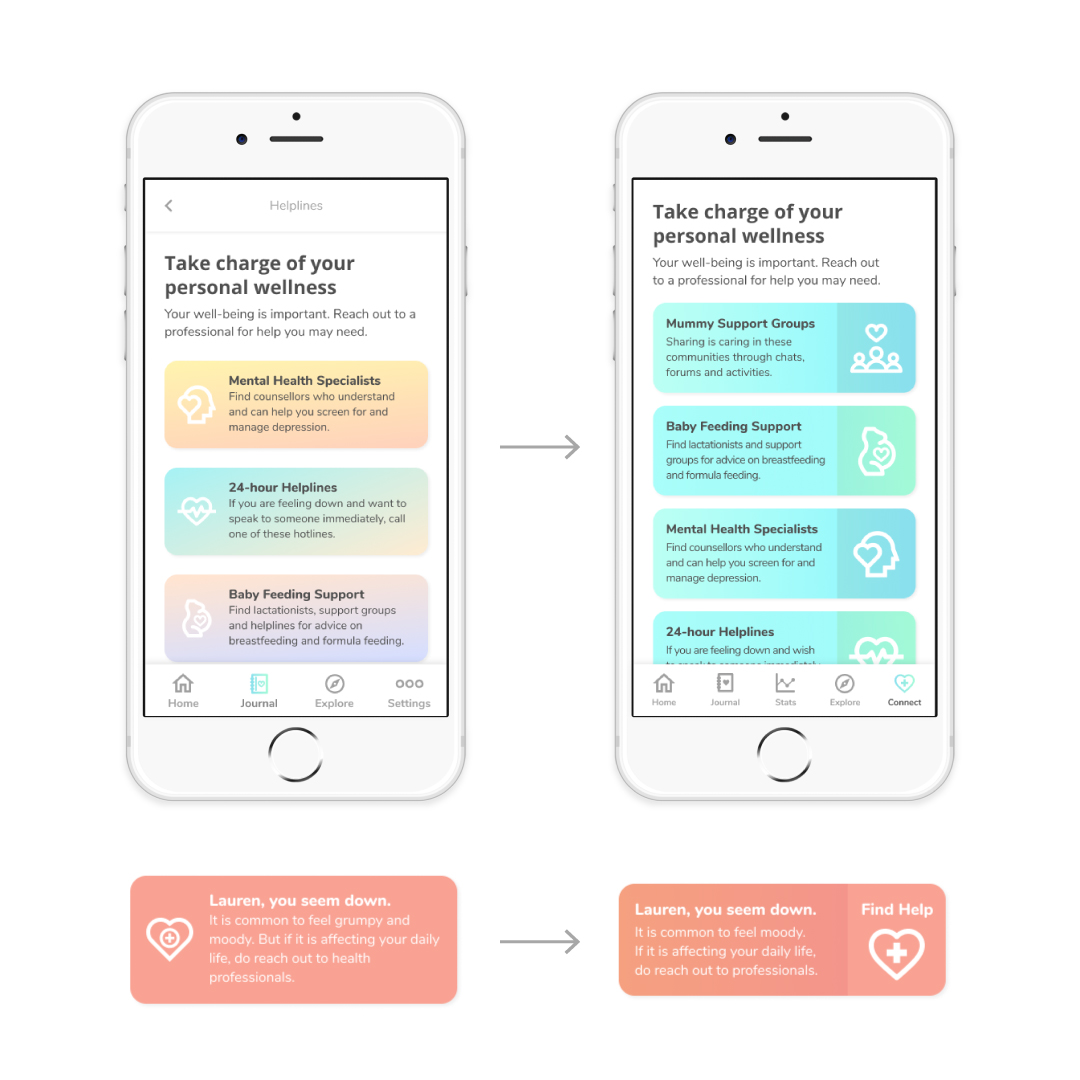 Helplines
Take charge of your
personal wellness
Your well-being is important. Reach out to a
professional for help you may need.
Mental Health Specialists
Find counsellors who understand
and can help you screen for and
manage depression.
24-hour Helplines
If you are feeling down and want to
speak to someone immediately, call
one of these hotlines.
Baby Feeding Support
Find lactationists, support groups
and helplines for advice on
breastfeeding and formula feeding.
Home
Journal
Explore
Settings
Take charge of your
personal wellness
Your well-being is important. Reach out
to a professional for help you may need.
Mummy Support Groups
Sharing is caring in these
communities through chats,
forums and activities.
Baby Feeding Support
Find lactationists and support
groups for advice on breastfeeding
and formula feeding.
Mental Health Specialists
Find counsellors who understand
and can help you screen for and
manage depression.
24-hour Helplines
If you are feeling down and wish
to speak to someone immediately
Home
Journal
Stats
Explore
Connect
Lauren, you seem down.
It is common to feel grumpy and
moody. But if it is affecting your daily
life, do reach out to health
professionals.
Lauren, you seem down.
It is common to feel moody.
If it is affecting your daily life,
do reach out to professionals.
Find Help